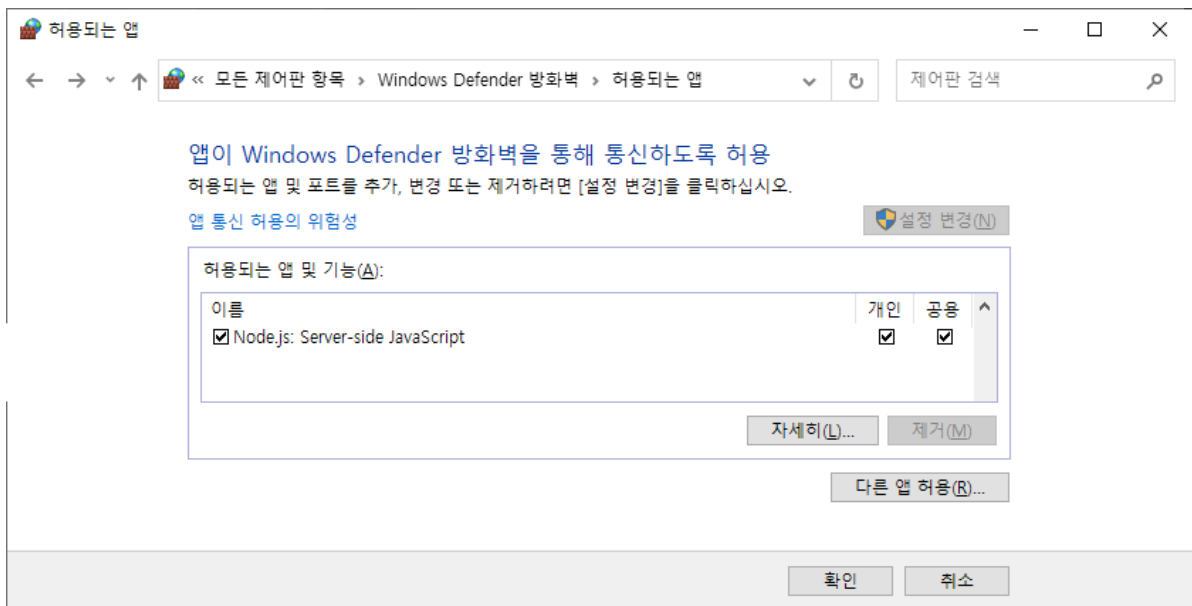 허용되는 앱
« 모든 제어판 항목 › Windows Defender 방화벽 › 허용되는 앱
제어판 검색
앱이 Windows Defender 방화벽을 통해 통신하도록 허용
허용되는 앱 및 포트를 추가, 변경 또는 제거하려면 [설정 변경]을 클릭하십시오.
앱 통신 허용의 위험성
설정 변경(N)
허용되는 앱 및 기능(A):
이름 개인 공용
Node.js: Server-side JavaScript
자세히(L)... 제거(M)
다른 앱 허용(R)...
확인 취소